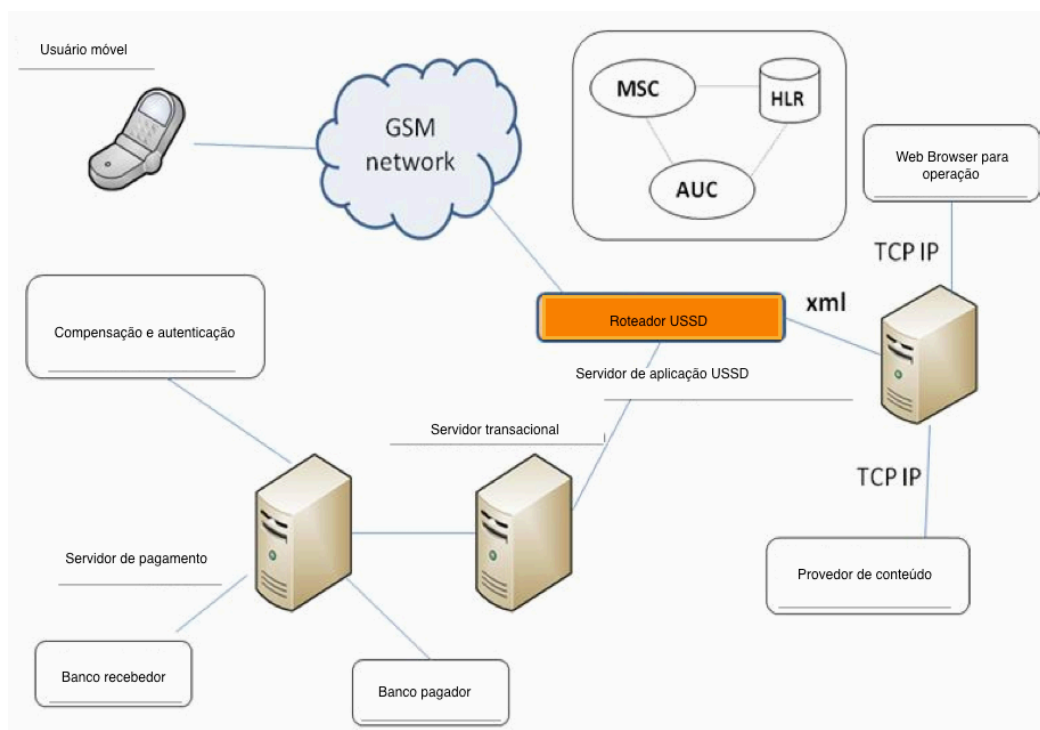 Usuário móvel
GSM
network
MSC
HLR
AUC
Web Browser para
operação
TCP IP
xml
Roteador USSD
Compensação e autenticação
Servidor de aplicação USSD
Servidor transacional
TCP IP
Servidor de pagamento
Provedor de conteúdo
Banco recebedor
Banco pagador